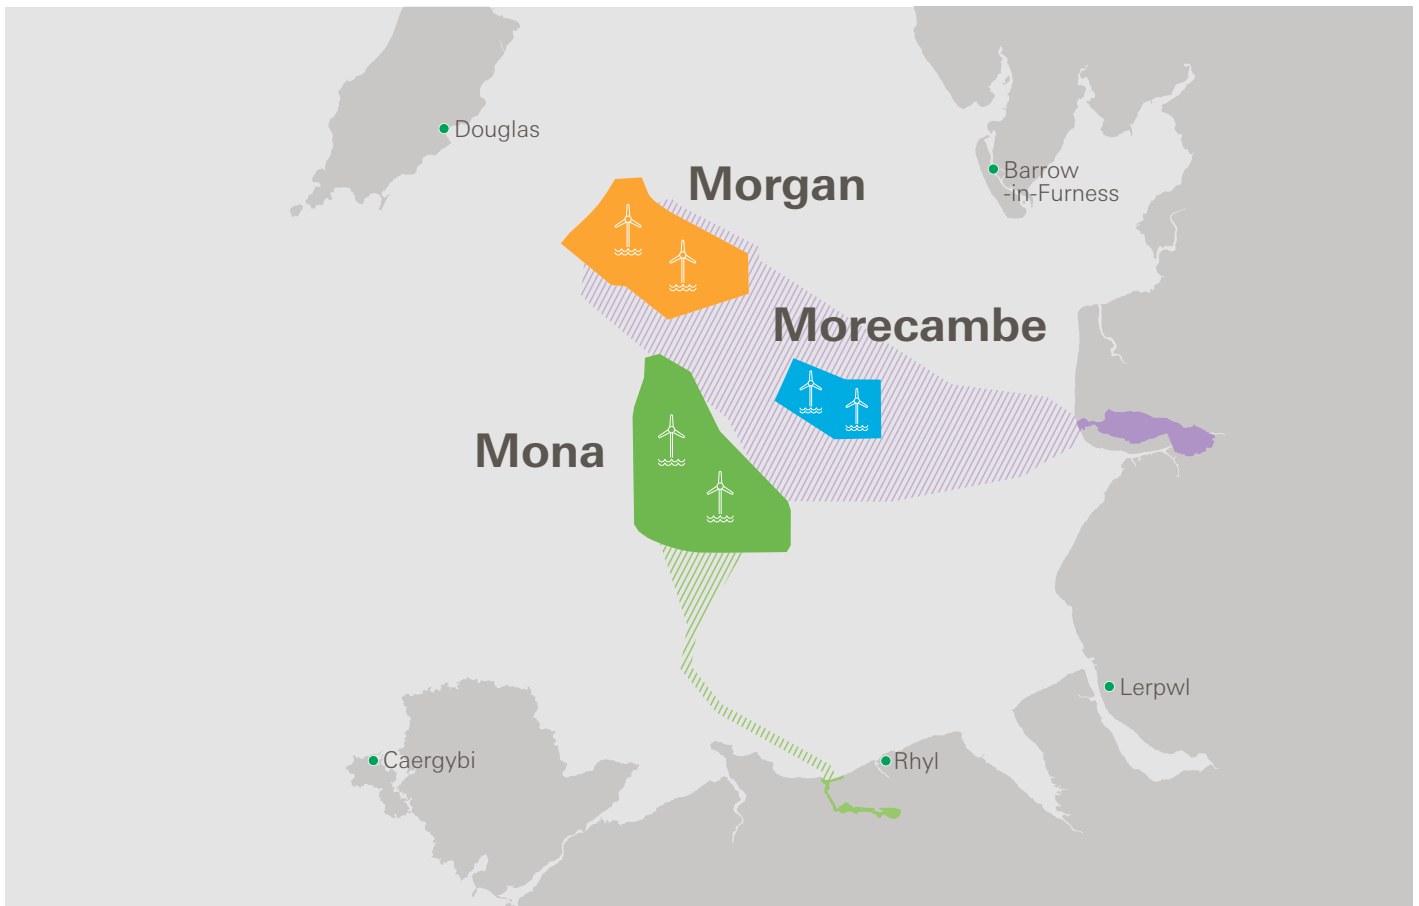 Douglas
Barrow
-in-Furness
Morgan
Morecambe
Mona
Lerpwl
Caergybi
Rhyl